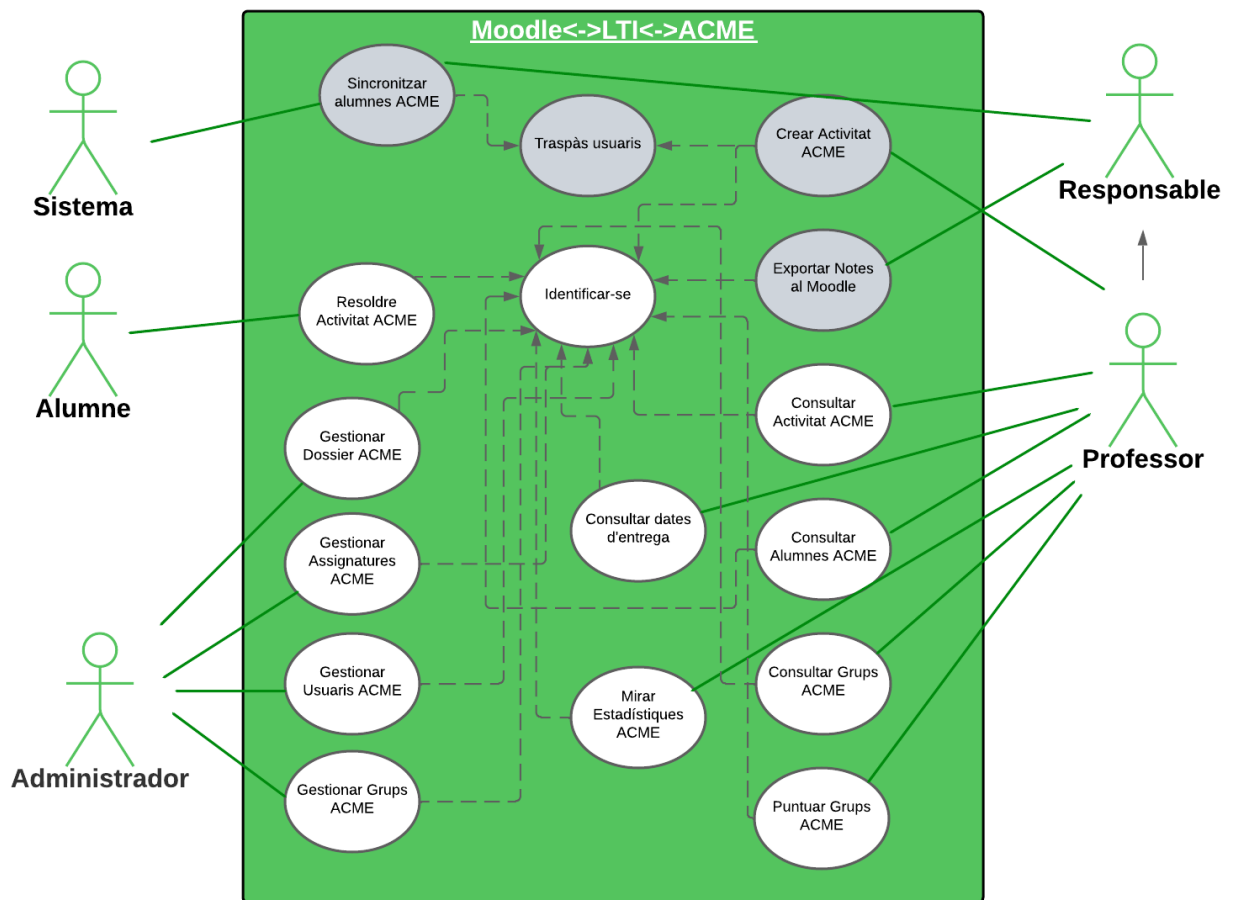 Moodle<->LTI<->ACME
Sincronitzar
alumnes ACME
Traspàs usuaris
Crear Activitat
ACME
Sistema
Responsable
Resoldre
Activitat ACME
Identificar-se
Exportar Notes
al Moodle
Alumne
Gestionar
Dossier ACME
Consultar
Activitat ACME
Professor
Gestionar
Assignatures
ACME
Consultar dates
d'entrega
Consultar
Alumnes ACME
Gestionar
Usuaris ACME
Mirar
Estadístiques
ACME
Consultar Grups
ACME
Administrador
Gestionar Grups
ACME
Puntuar Grups
ACME